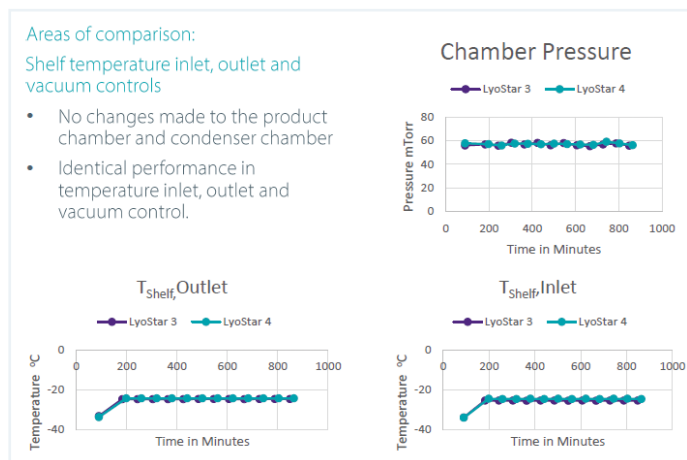 Areas of comparison:
Shelf temperature inlet, outlet and
vacuum controls
• No changes made to the product
chamber and condenser chamber
• Identical performance in
temperature inlet, outlet and
vacuum control.
Chamber Pressure
LyoStar 3 LyoStar 4
Pressure mTorr
80
60
40
20
0
0 200 400 600 800 1000
Time in Minutes
TShelf,Outlet
LyoStar 3 LyoStar 4
Temperature ºC
0
-20
-40
0 200 400 600 800 1000
Time in Minutes
TShelf,Inlet
LyoStar 3 LyoStar 4
Temperature ºC
0
-20
-40
0 200 400 600 800 1000
Time in Minutes